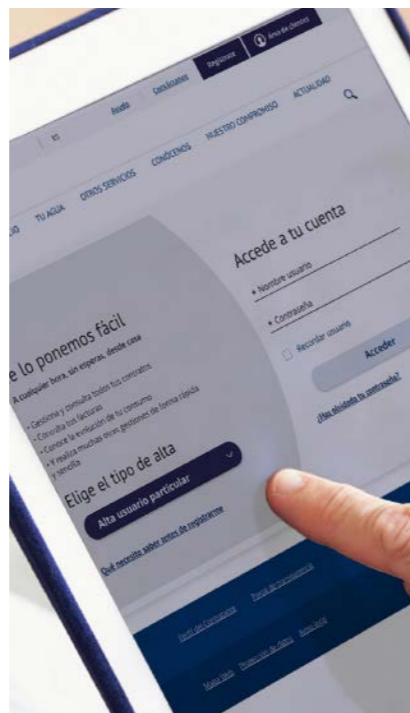 ES
Ayuda
Contáctanos
Regístrate
Área de clientes
TU AGUA
OTROS SERVICIOS
CONÓCENOS
NUESTRO COMPROMISO
ACTUALIDAD
e lo ponemos fácil
A cualquier hora, sin esperas, desde casa
• Gestiona y consulta todos tus contratos
• Consulta tus facturas
• Conoce la evolución de tu consumo
• Y realiza muchas otras gestiones de forma rápida
y sencilla
Elige el tipo de alta
Alta usuario particular
Qué necesito saber antes de registrarme
Accede a tu cuenta
* Nombre usuario
* Contraseña
Recordar usuario
Acceder
¿Has olvidado tu contraseña?
Perfil del Contratante
Portal de transparencia
Mapa Web
Protección de datos
Aviso legal